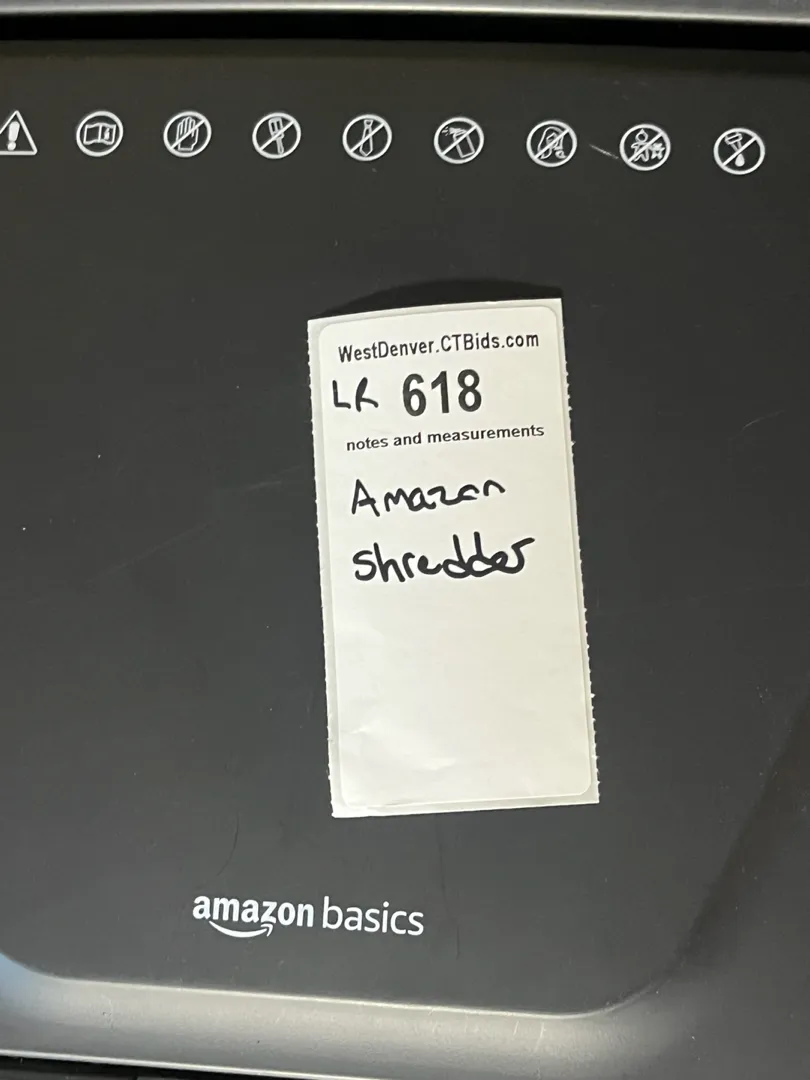 WestDenver.CTBids.com
LR 618
notes and measurements
Amazon
shredder
amazon basics